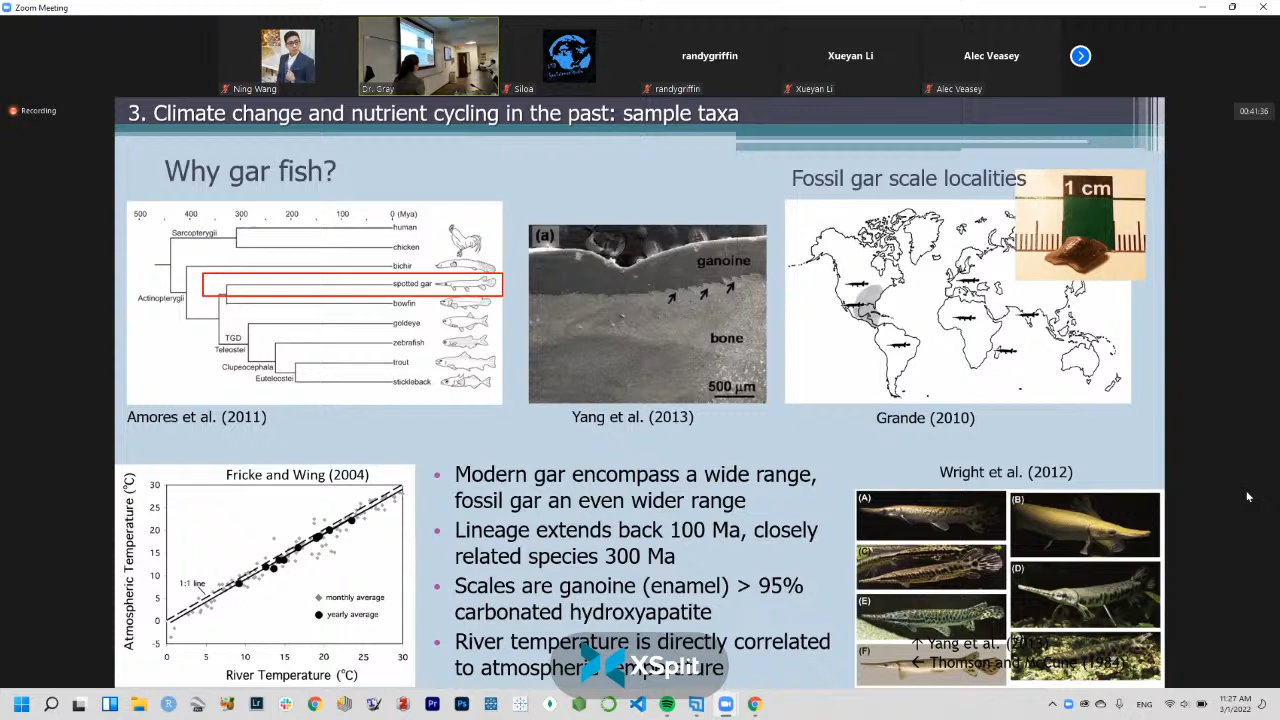 Zoom Meeting
randygriffin
Xueyan Li
Alec Veasey
Ning Wang
Dr. Gray
Siloa
randygriffin
Xueyan Li
Alec Veasey
Recording
00:41:36
3. Climate change and nutrient cycling in the past: sample taxa
Why gar fish?
Fossil gar scale localities
1 cm
500 400 300 200 100 0 (Mya)
Sarcopterygii
human
chicken
bichir
spotted gar
Actinopterygii
bowfin
goldeye
TGD
Teleostei
zebrafish
Clupeocephala
trout
Euteleostei
stickleback
(a)
ganoine
bone
500 μm
Amores et al. (2011)
Yang et al. (2013)
Grande (2010)
Fricke and Wing (2004)
Atmospheric Temperature (°C)
30
25
20
15
10
5
0
-5
1:1 line
monthly average
yearly average
0 5 10 15 20 25 30
River Temperature (°C)
• Modern gar encompass a wide range,
fossil gar an even wider range
• Lineage extends back 100 Ma, closely
related species 300 Ma
• Scales are ganoine (enamel) > 95%
carbonated hydroxyapatite
• River temperature is directly correlated
to atmospheric temperature
XSplit
Wright et al. (2012)
(A)
(B)
(C)
(D)
(E)
(F)
↑ Yang et al. (2013)
← Thomson and McCune (1984)
11:27 AM
3/1/2022